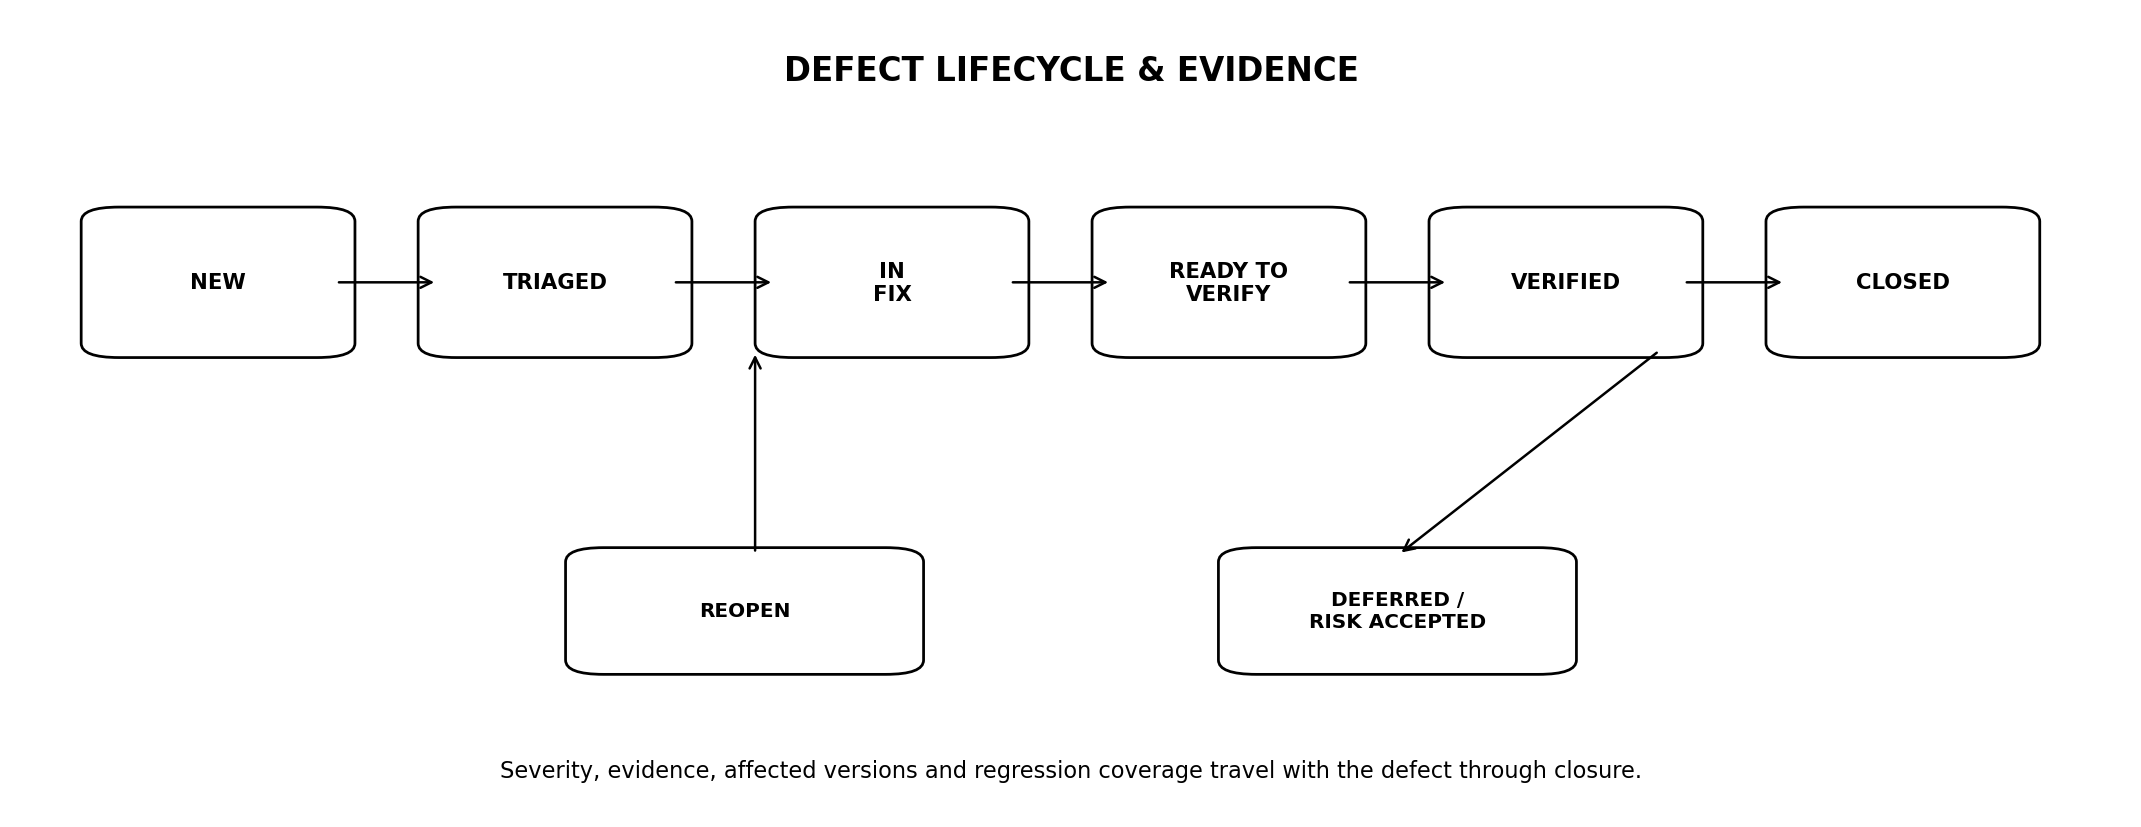 DEFECT LIFECYCLE & EVIDENCE
NEW
TRIAGED
IN
FIX
READY TO
VERIFY
VERIFIED
CLOSED
REOPEN
DEFERRED /
RISK ACCEPTED
Severity, evidence, affected versions and regression coverage travel with the defect through closure.